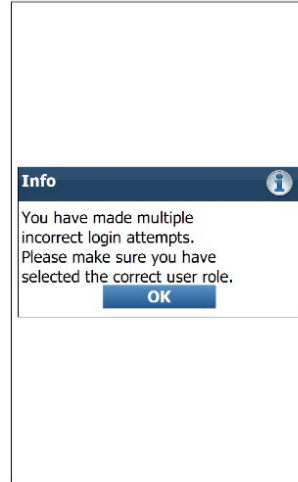 Info
You have made multiple
incorrect login attempts.
Please make sure you have
selected the correct user role.
OK